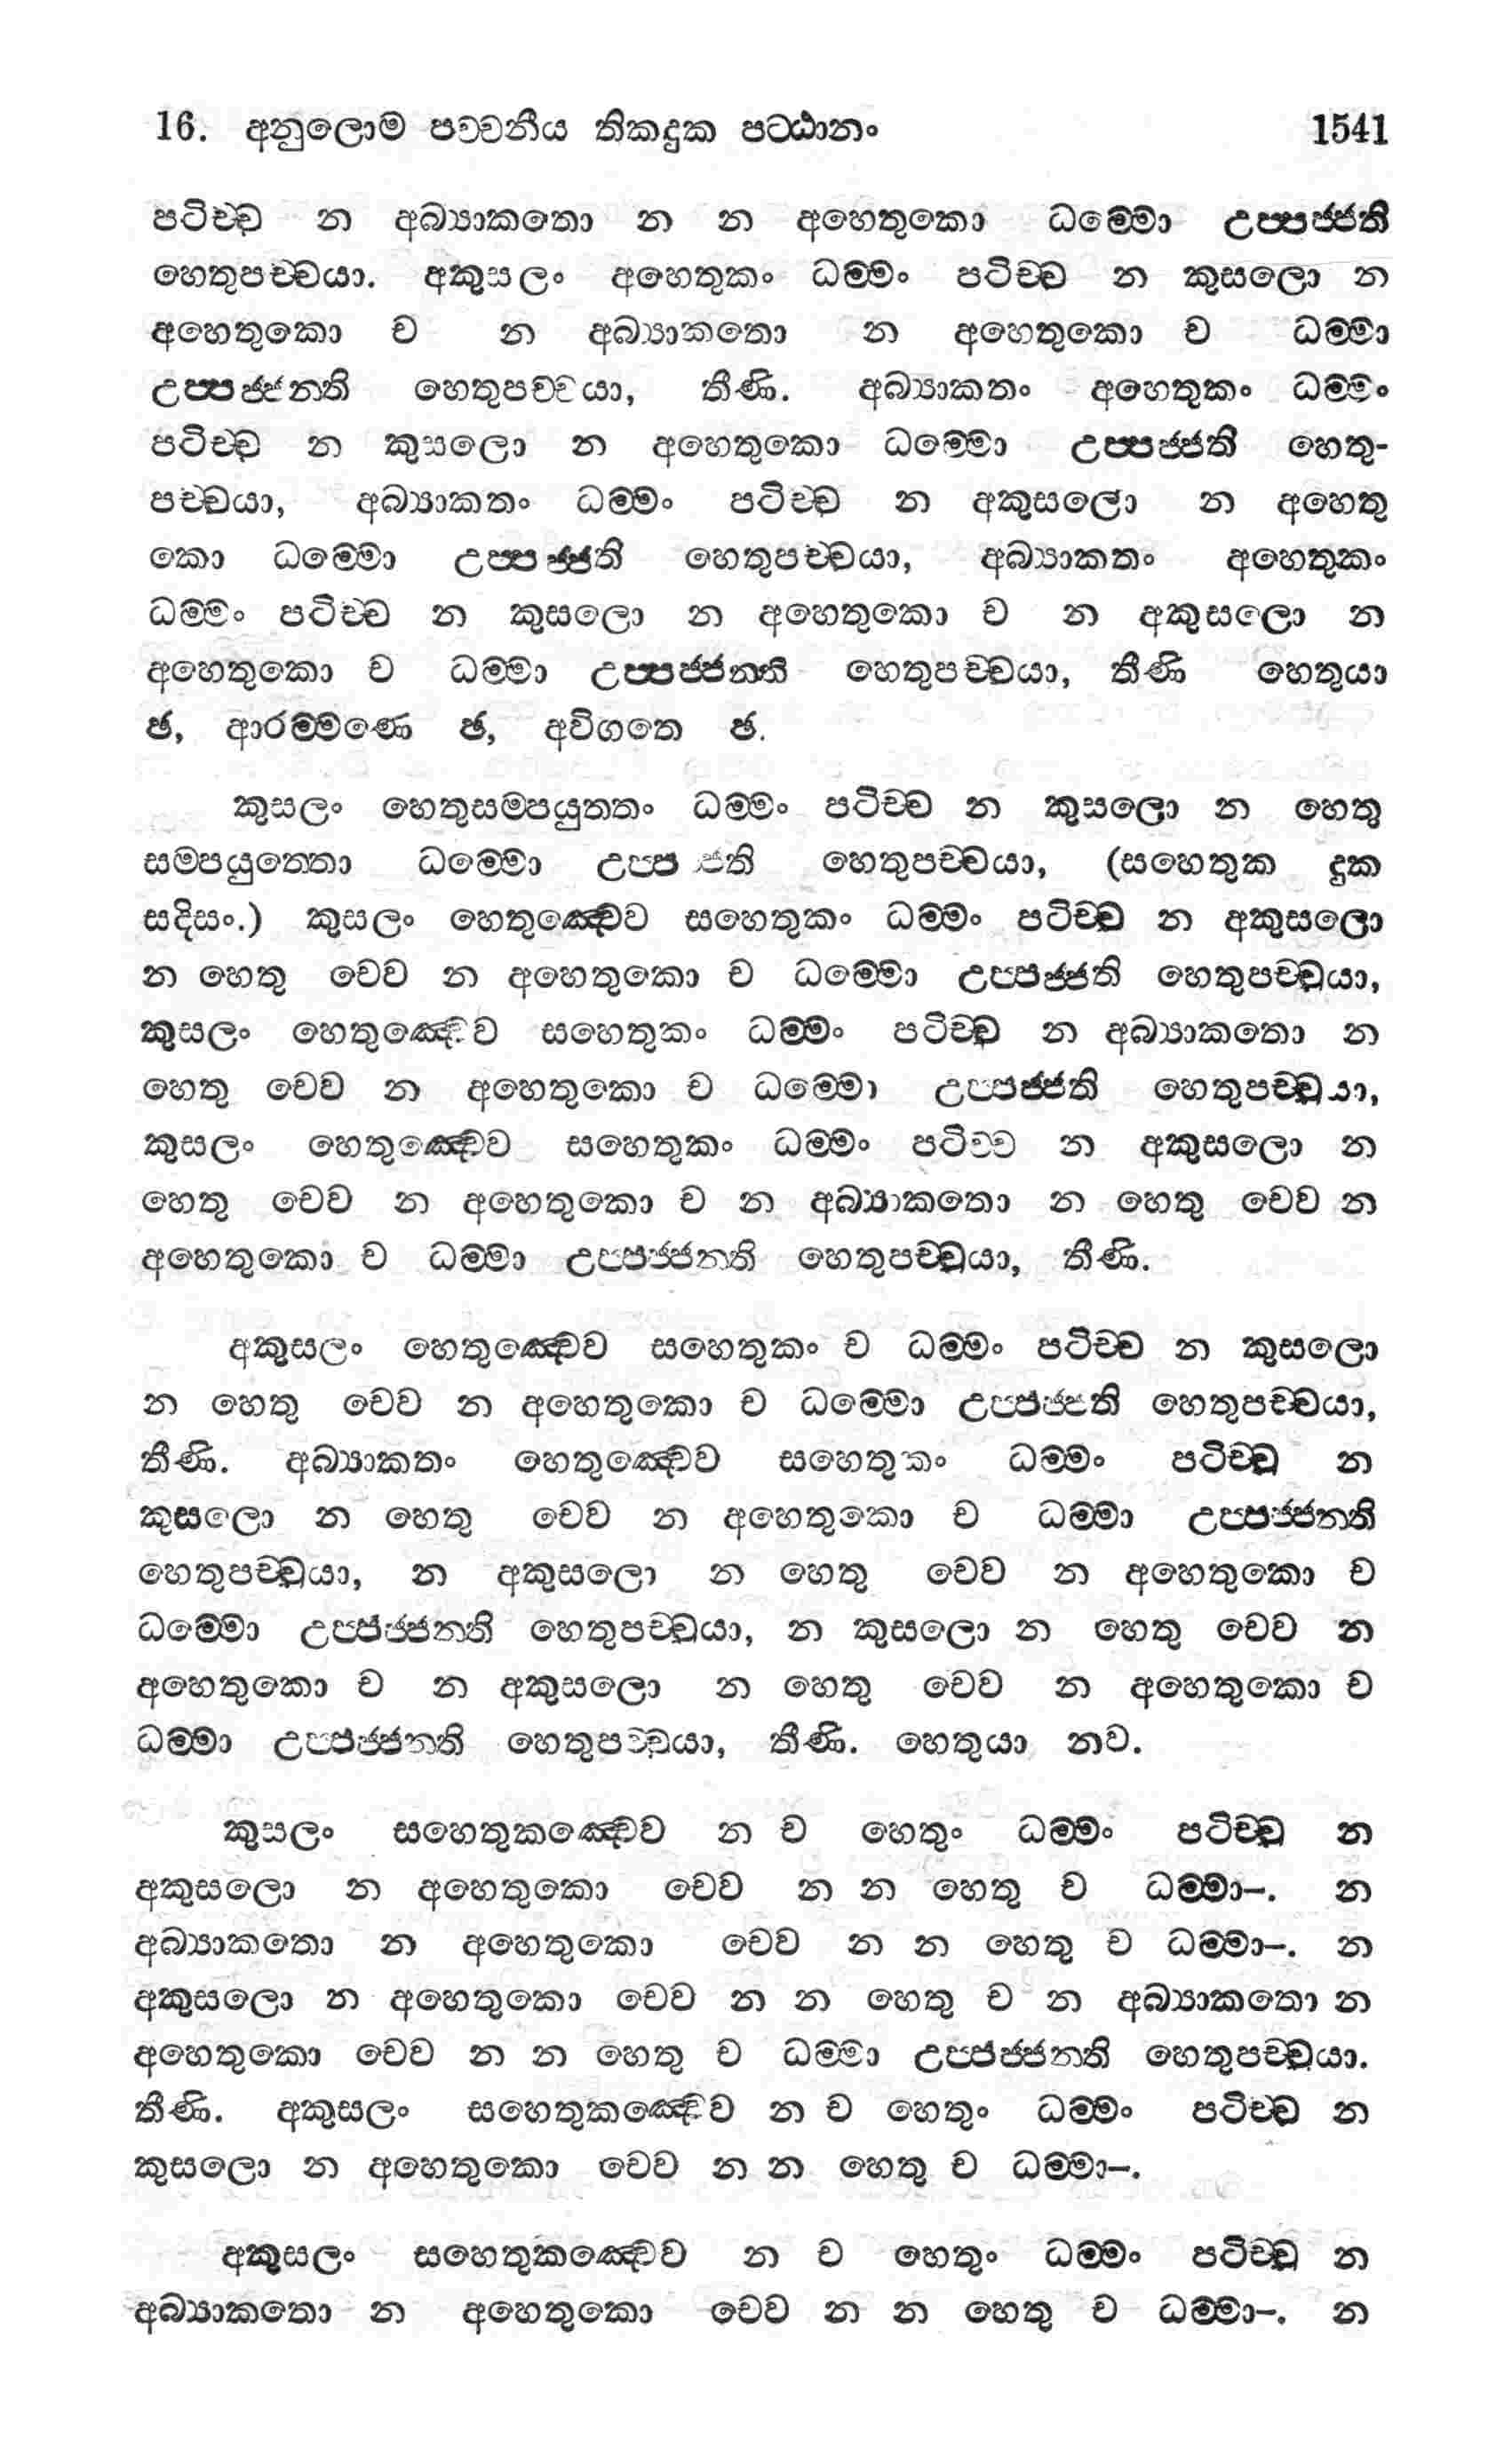 16. අනුලොම පච්චනීය තිකදුක පට්ඨානං 1541
පටිච්ච න අබ්‍යාකතො න න අහෙතුකො ධම්මො උප්පජ්ජති
හෙතුපච්චයා. අකුසලං අහෙතුකං ධම්මං පටිච්ච න කුසලො න
අහෙතුකො ච න අබ්‍යාකතො න අහෙතුකො ච ධම්මා
උප්පජ්ජන්ති හෙතුපච්චයා, තීණි. අබ්‍යාකතං අහෙතුකං ධම්මං
පටිච්ච න කුසලො න අහෙතුකො ධම්මො උප්පජ්ජති හෙතු-
පච්චයා, අබ්‍යාකතං ධම්මං පටිච්ච න අකුසලො න අහෙතු
කො ධම්මො උප්පජ්ජති හෙතුපච්චයා, අබ්‍යාකතං අහෙතුකං
ධම්මං පටිච්ච න කුසලො න අහෙතුකො ච න අකුසලො න
අහෙතුකො ච ධම්මා උප්පජ්ජන්ති හෙතුපච්චයා, තීණි හෙතුයා
ඡ, ආරම්මණෙ ඡ, අවිගතෙ ඡ.
කුසලං හෙතුසම්පයුත්තං ධම්මං පටිච්ච න කුසලො න හෙතු
සම්පයුත්තො ධම්මො උප්පජ්ජති හෙතුපච්චයා, (සහෙතුක දුක
සදිසං.) කුසලං හෙතුඤ්චෙව සහෙතුකං ධම්මං පටිච්ච න අකුසලො
න හෙතු චෙව න අහෙතුකො ච ධම්මො උප්පජ්ජති හෙතුපච්චයා,
කුසලං හෙතුඤ්චෙව සහෙතුකං ධම්මං පටිච්ච න අබ්‍යාකතො න
හෙතු චෙව න අහෙතුකො ච ධම්මො උප්පජ්ජති හෙතුපච්චයා,
කුසලං හෙතුඤ්චෙව සහෙතුකං ධම්මං පටිච්ච න අකුසලො න
හෙතු චෙව න අහෙතුකො ච න අබ්‍යාකතො න හෙතු චෙව න
අහෙතුකො ච ධම්මා උප්පජ්ජන්ති හෙතුපච්චයා, තීණි.
අකුසලං හෙතුඤ්චෙව සහෙතුකං ච ධම්මං පටිච්ච න කුසලො
න හෙතු චෙව න අහෙතුකො ච ධම්මො උප්පජ්ජති හෙතුපච්චයා,
තීණි. අබ්‍යාකතං හෙතුඤ්චෙව සහෙතුකං ධම්මං පටිච්ච න
කුසලො න හෙතු චෙව න අහෙතුකො ච ධම්මා උප්පජ්ජන්ති
හෙතුපච්චයා, න අකුසලො න හෙතු චෙව න අහෙතුකො ච
ධම්මො උප්පජ්ජන්ති හෙතුපච්චයා, න කුසලො න හෙතු චෙව න
අහෙතුකො ච න අකුසලො න හෙතු චෙව න අහෙතුකො ච
ධම්මා උප්පජ්ජන්ති හෙතුපච්චයා, තීණි. හෙතුයා නව.
කුසලං සහෙතුකඤ්චෙව න ච හෙතුං ධම්මං පටිච්ච න
අකුසලො න අහෙතුකො චෙව න න හෙතු ච ධම්මා–. න
අබ්‍යාකතො න අහෙතුකො චෙව න න හෙතු ච ධම්මා–. න
අකුසලො න අහෙතුකො චෙව න න හෙතු ච න අබ්‍යාකතො න
අහෙතුකො චෙව න න හෙතු ච ධම්මා උප්පජ්ජන්ති හෙතුපච්චයා.
තීණි. අකුසලං සහෙතුකඤ්චෙව න ච හෙතුං ධම්මං පටිච්ච න
කුසලො න අහෙතුකො චෙව න න හෙතු ච ධම්මා–.
අකුසලං සහෙතුකඤ්චෙව න ච හෙතුං ධම්මං පටිච්ච න
අබ්‍යාකතො න අහෙතුකො චෙව න න හෙතු ච ධම්මා–. න